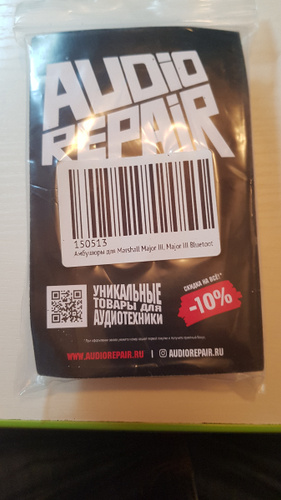 AUDiO
REPAiR
150513
Амбушюры для Marshall Major III, Major III Bluetoot
УНИКАЛЬНЫЕ
ТОВАРЫ ДЛЯ
АУДИОТЕХНИКИ
СКИДКА НА ВСЁ!*
-10%
WWW.AUDIOREPAIR.RU | AUDIOREPAIR.RU